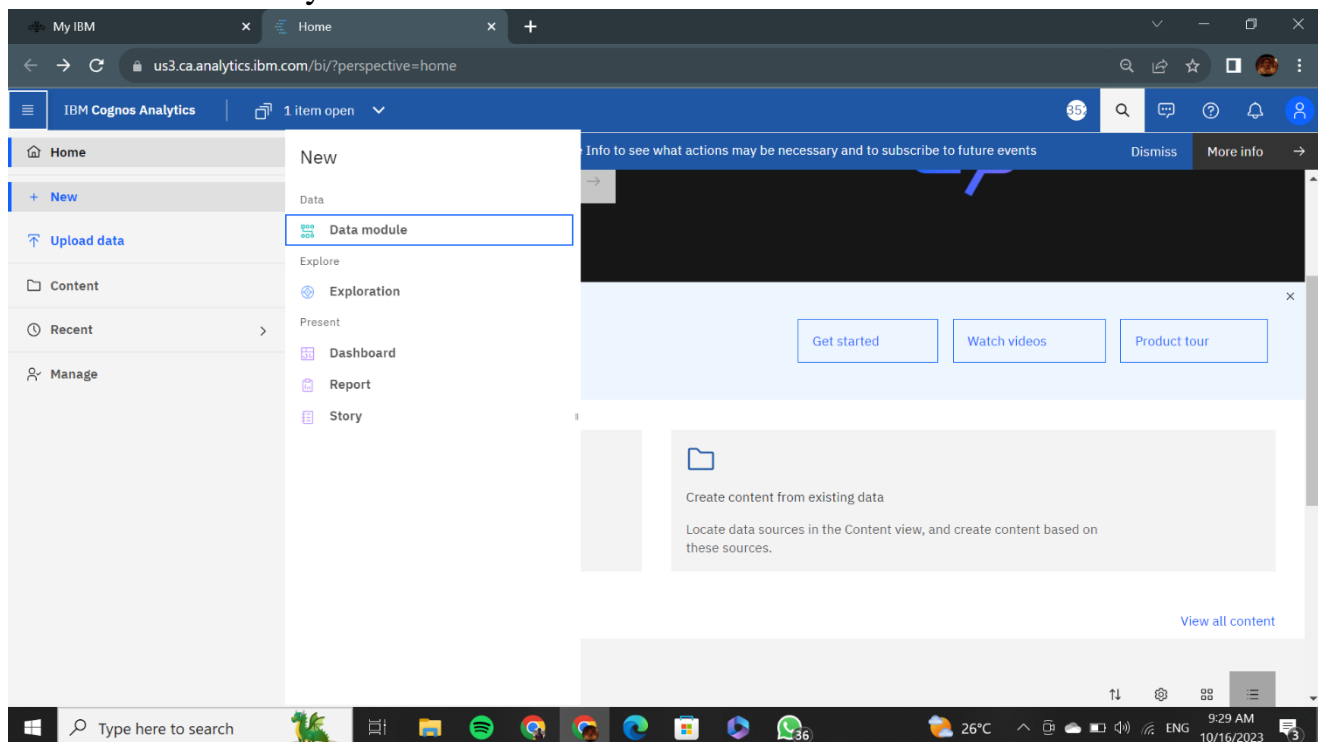 My IBM
Home
us3.ca.analytics.ibm.com/bi/?perspective=home
IBM Cognos Analytics
1 item open
Home
New
Upload data
Content
Recent
Manage
New
Data
Data module
Explore
Exploration
Present
Dashboard
Report
Story
Info to see what actions may be necessary and to subscribe to future events
Dismiss
More info
Get started
Watch videos
Product tour
Create content from existing data
Locate data sources in the Content view, and create content based on
these sources.
View all content
Type here to search
36
26°C
ENG
9:29 AM
10/16/2023
3